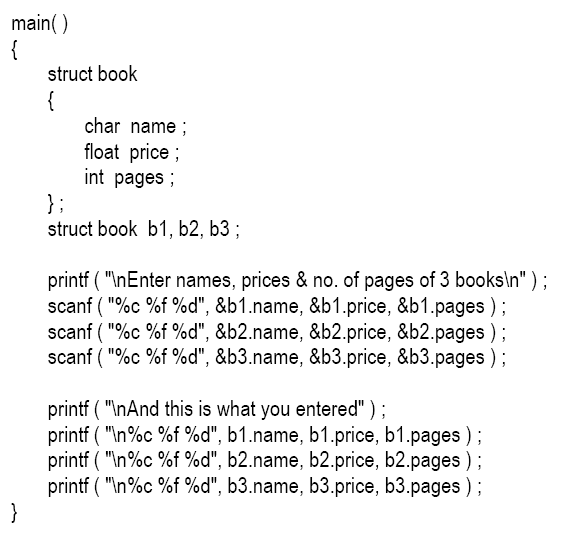 main( )
{
struct book
{
char name ;
float price ;
int pages ;
} ;
struct book b1, b2, b3 ;
printf ( "\nEnter names, prices & no. of pages of 3 books\n" ) ;
scanf ( "%c %f %d", &b1.name, &b1.price, &b1.pages ) ;
scanf ( "%c %f %d", &b2.name, &b2.price, &b2.pages ) ;
scanf ( "%c %f %d", &b3.name, &b3.price, &b3.pages ) ;
printf ( "\nAnd this is what you entered" ) ;
printf ( "\n%c %f %d", b1.name, b1.price, b1.pages ) ;
printf ( "\n%c %f %d", b2.name, b2.price, b2.pages ) ;
printf ( "\n%c %f %d", b3.name, b3.price, b3.pages ) ;
}